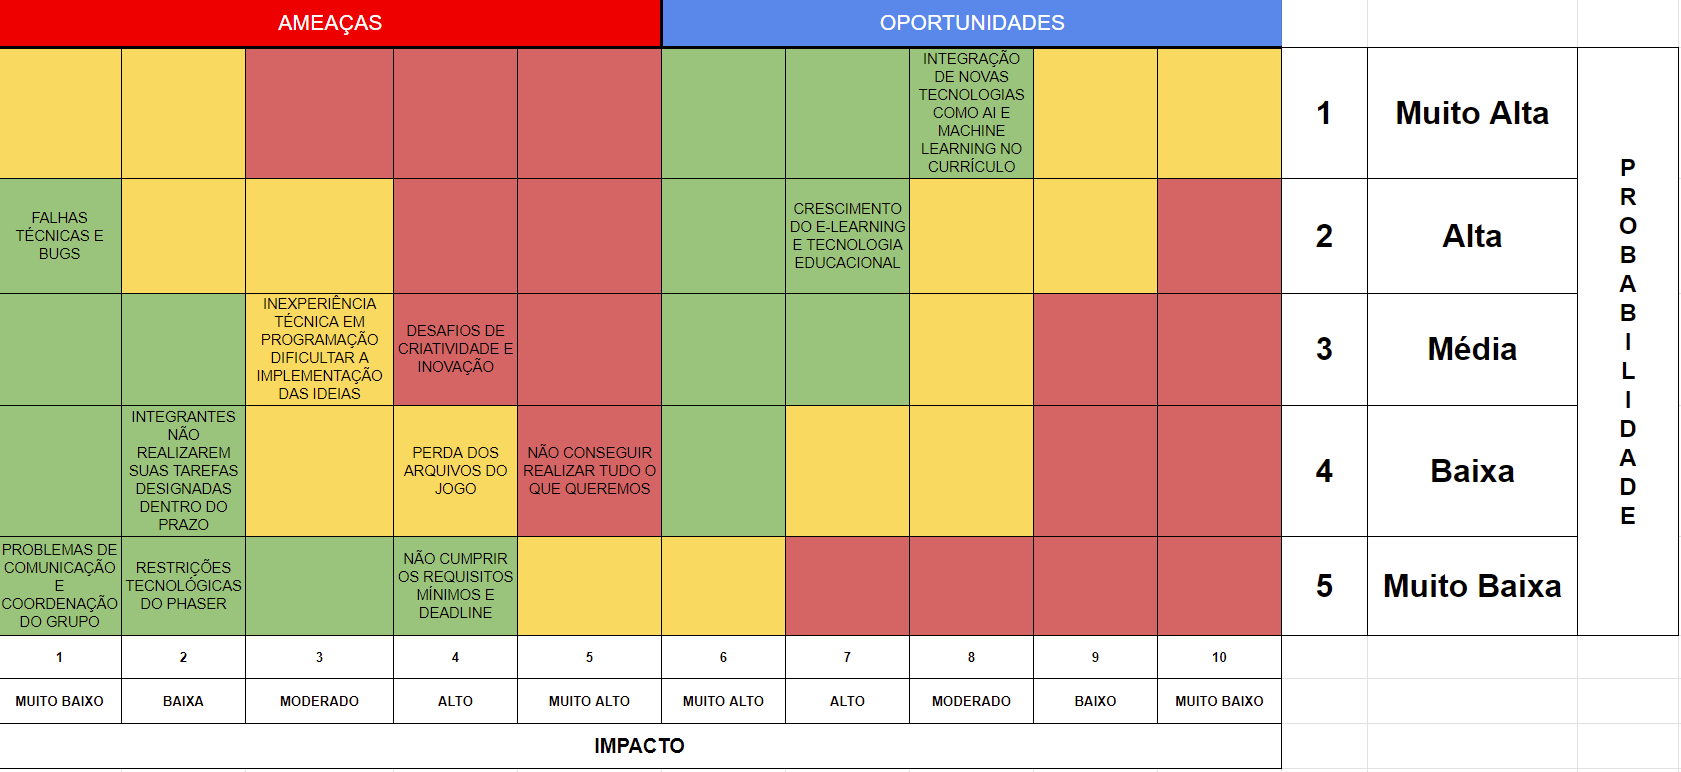 AMEAÇAS
OPORTUNIDADES
INTEGRAÇÃO
DE NOVAS
TECNOLOGIAS
COMO AI E
MACHINE
LEARNING NO
CURRÍCULO
1
Muito Alta
FALHAS
TÉCNICAS E
BUGS
CRESCIMENTO
DO E-LEARNING
E TECNOLOGIA
EDUCACIONAL
2
Alta
INEXPERIÊNCIA
TÉCNICA EM
PROGRAMAÇÃO
DIFICULTAR A
IMPLEMENTAÇÃO
DAS IDEIAS
DESAFIOS DE
CRIATIVIDADE E
INOVAÇÃO
3
Média
INTEGRANTES
NÃO
REALIZAREM
SUAS TAREFAS
DESIGNADAS
DENTRO DO
PRAZO
PERDA DOS
ARQUIVOS DO
JOGO
NÃO CONSEGUIR
REALIZAR TUDO O
QUE QUEREMOS
4
Baixa
PROBLEMAS DE
COMUNICAÇÃO
E
COORDENAÇÃO
DO GRUPO
RESTRIÇÕES
TECNOLÓGICAS
DO PHASER
NÃO CUMPRIR
OS REQUISITOS
MÍNIMOS E
DEADLINE
5
Muito Baixa
PROBABILIDADE
1 2 3 4 5 6 7 8 9 10
MUITO BAIXO BAIXA MODERADO ALTO MUITO ALTO MUITO ALTO ALTO MODERADO BAIXO MUITO BAIXO
IMPACTO